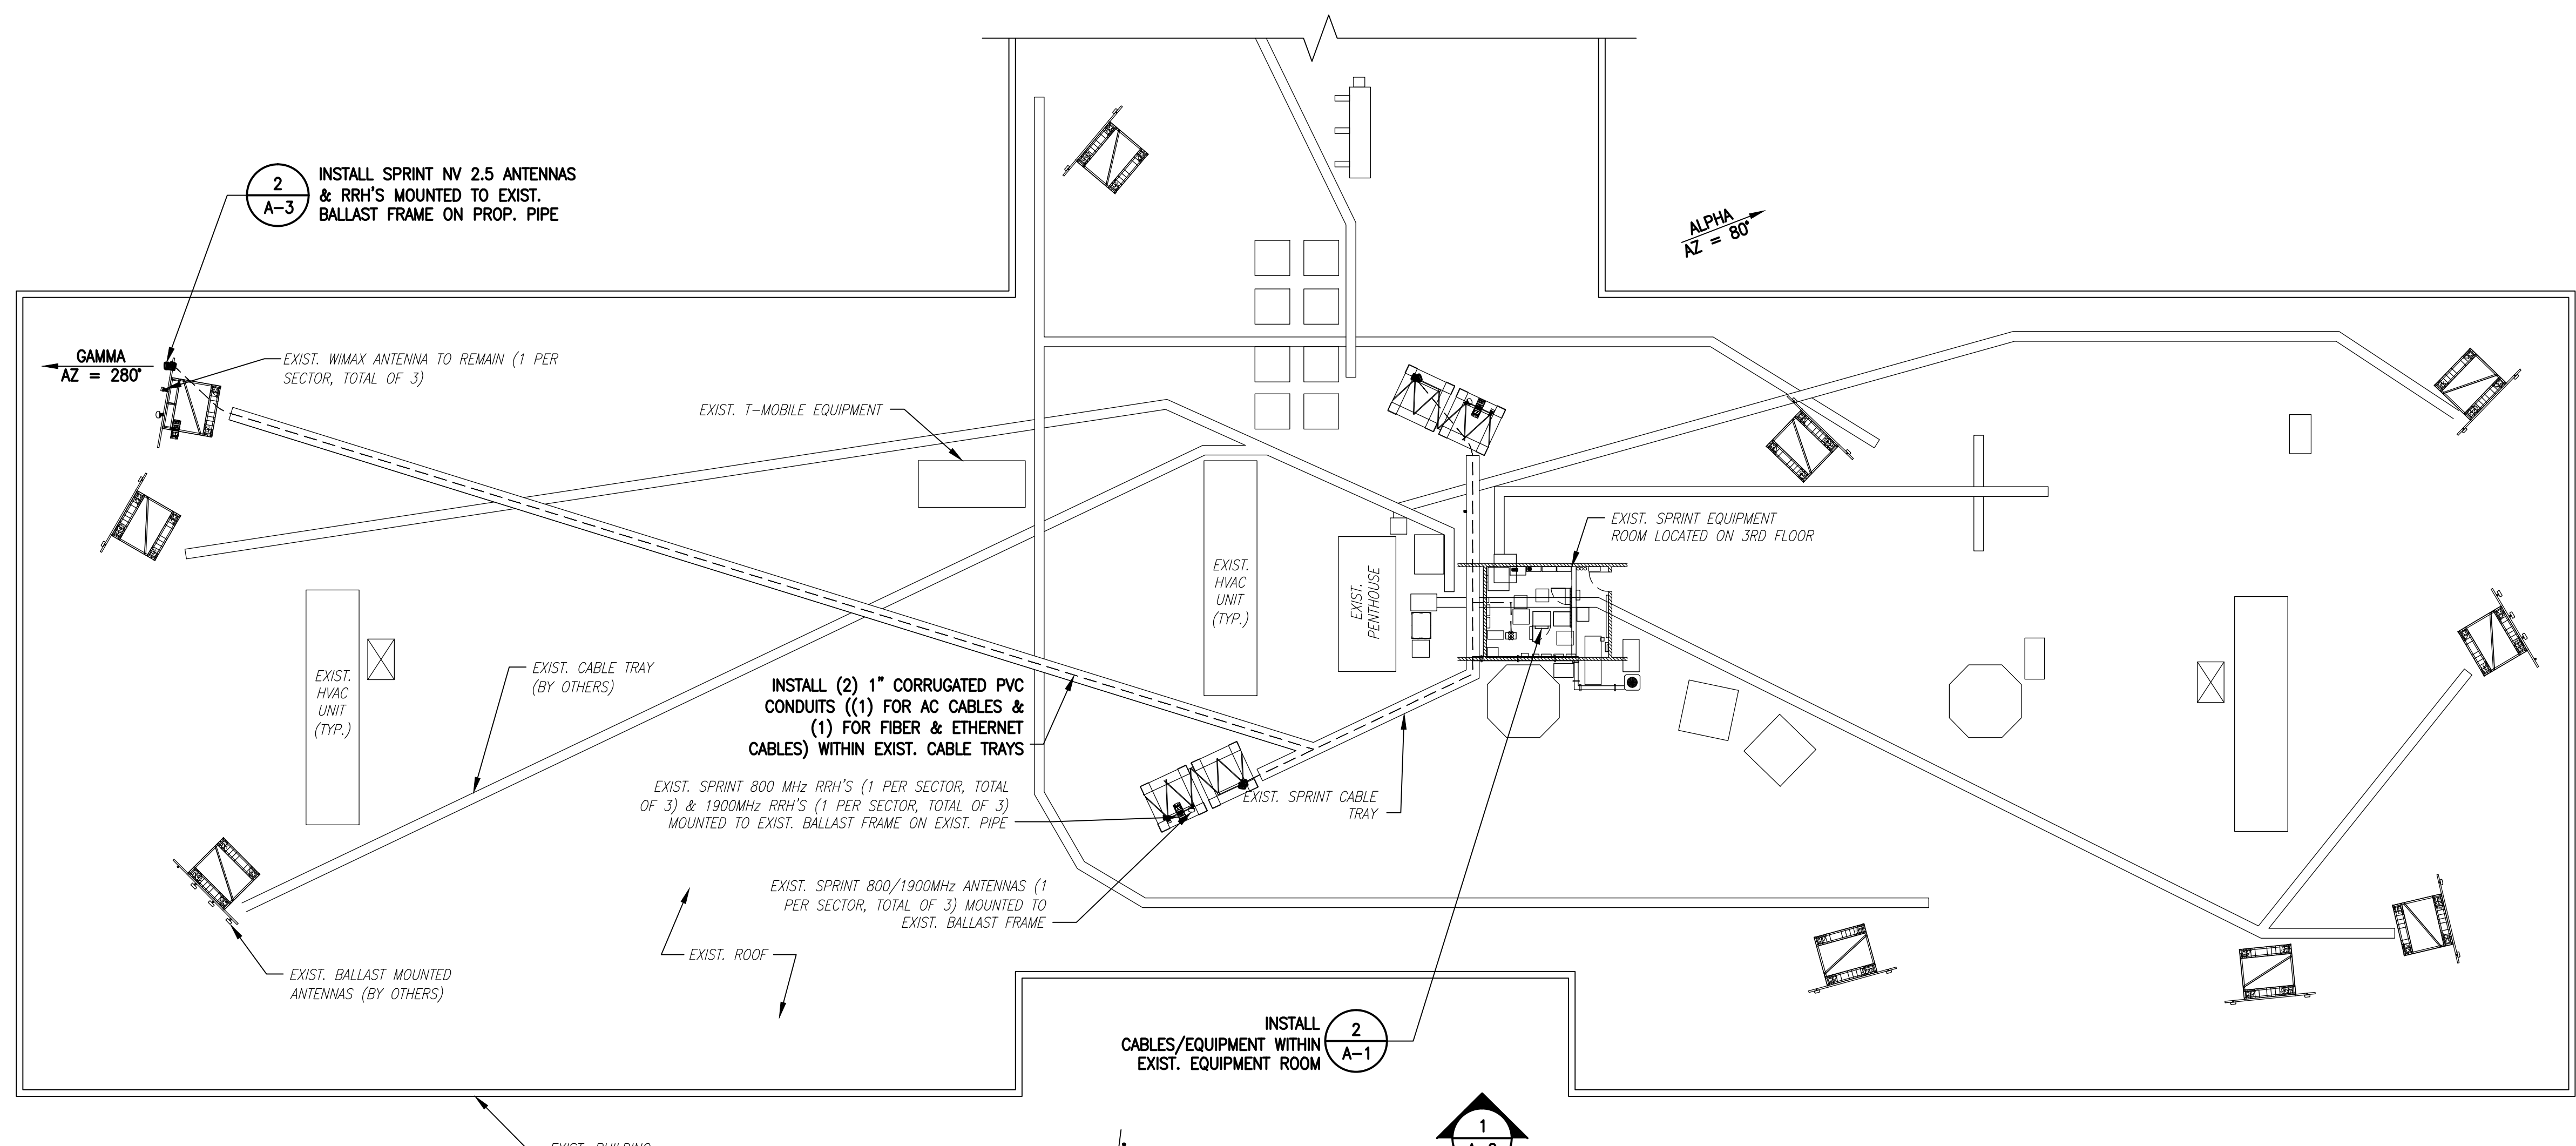 2
A-3
INSTALL SPRINT NV 2.5 ANTENNAS
& RRH'S MOUNTED TO EXIST.
BALLAST FRAME ON PROP. PIPE
ALPHA
AZ = 80°
GAMMA
AZ = 280°
EXIST. WIMAX ANTENNA TO REMAIN (1 PER
SECTOR, TOTAL OF 3)
EXIST. T-MOBILE EQUIPMENT
EXIST. SPRINT EQUIPMENT
ROOM LOCATED ON 3RD FLOOR
EXIST.
HVAC
UNIT
(TYP.)
EXIST.
PENTHOUSE
EXIST.
HVAC
UNIT
(TYP.)
EXIST. CABLE TRAY
(BY OTHERS)
INSTALL (2) 1" CORRUGATED PVC
CONDUITS ((1) FOR AC CABLES &
(1) FOR FIBER & ETHERNET
CABLES) WITHIN EXIST. CABLE TRAYS
EXIST. SPRINT 800 MHz RRH'S (1 PER SECTOR, TOTAL
OF 3) & 1900MHz RRH'S (1 PER SECTOR, TOTAL OF 3)
MOUNTED TO EXIST. BALLAST FRAME ON EXIST. PIPE
EXIST. SPRINT CABLE
TRAY
EXIST. SPRINT 800/1900MHz ANTENNAS (1
PER SECTOR, TOTAL OF 3) MOUNTED TO
EXIST. BALLAST FRAME
EXIST. ROOF
EXIST. BALLAST MOUNTED
ANTENNAS (BY OTHERS)
INSTALL
CABLES/EQUIPMENT WITHIN
EXIST. EQUIPMENT ROOM
2
A-1
1